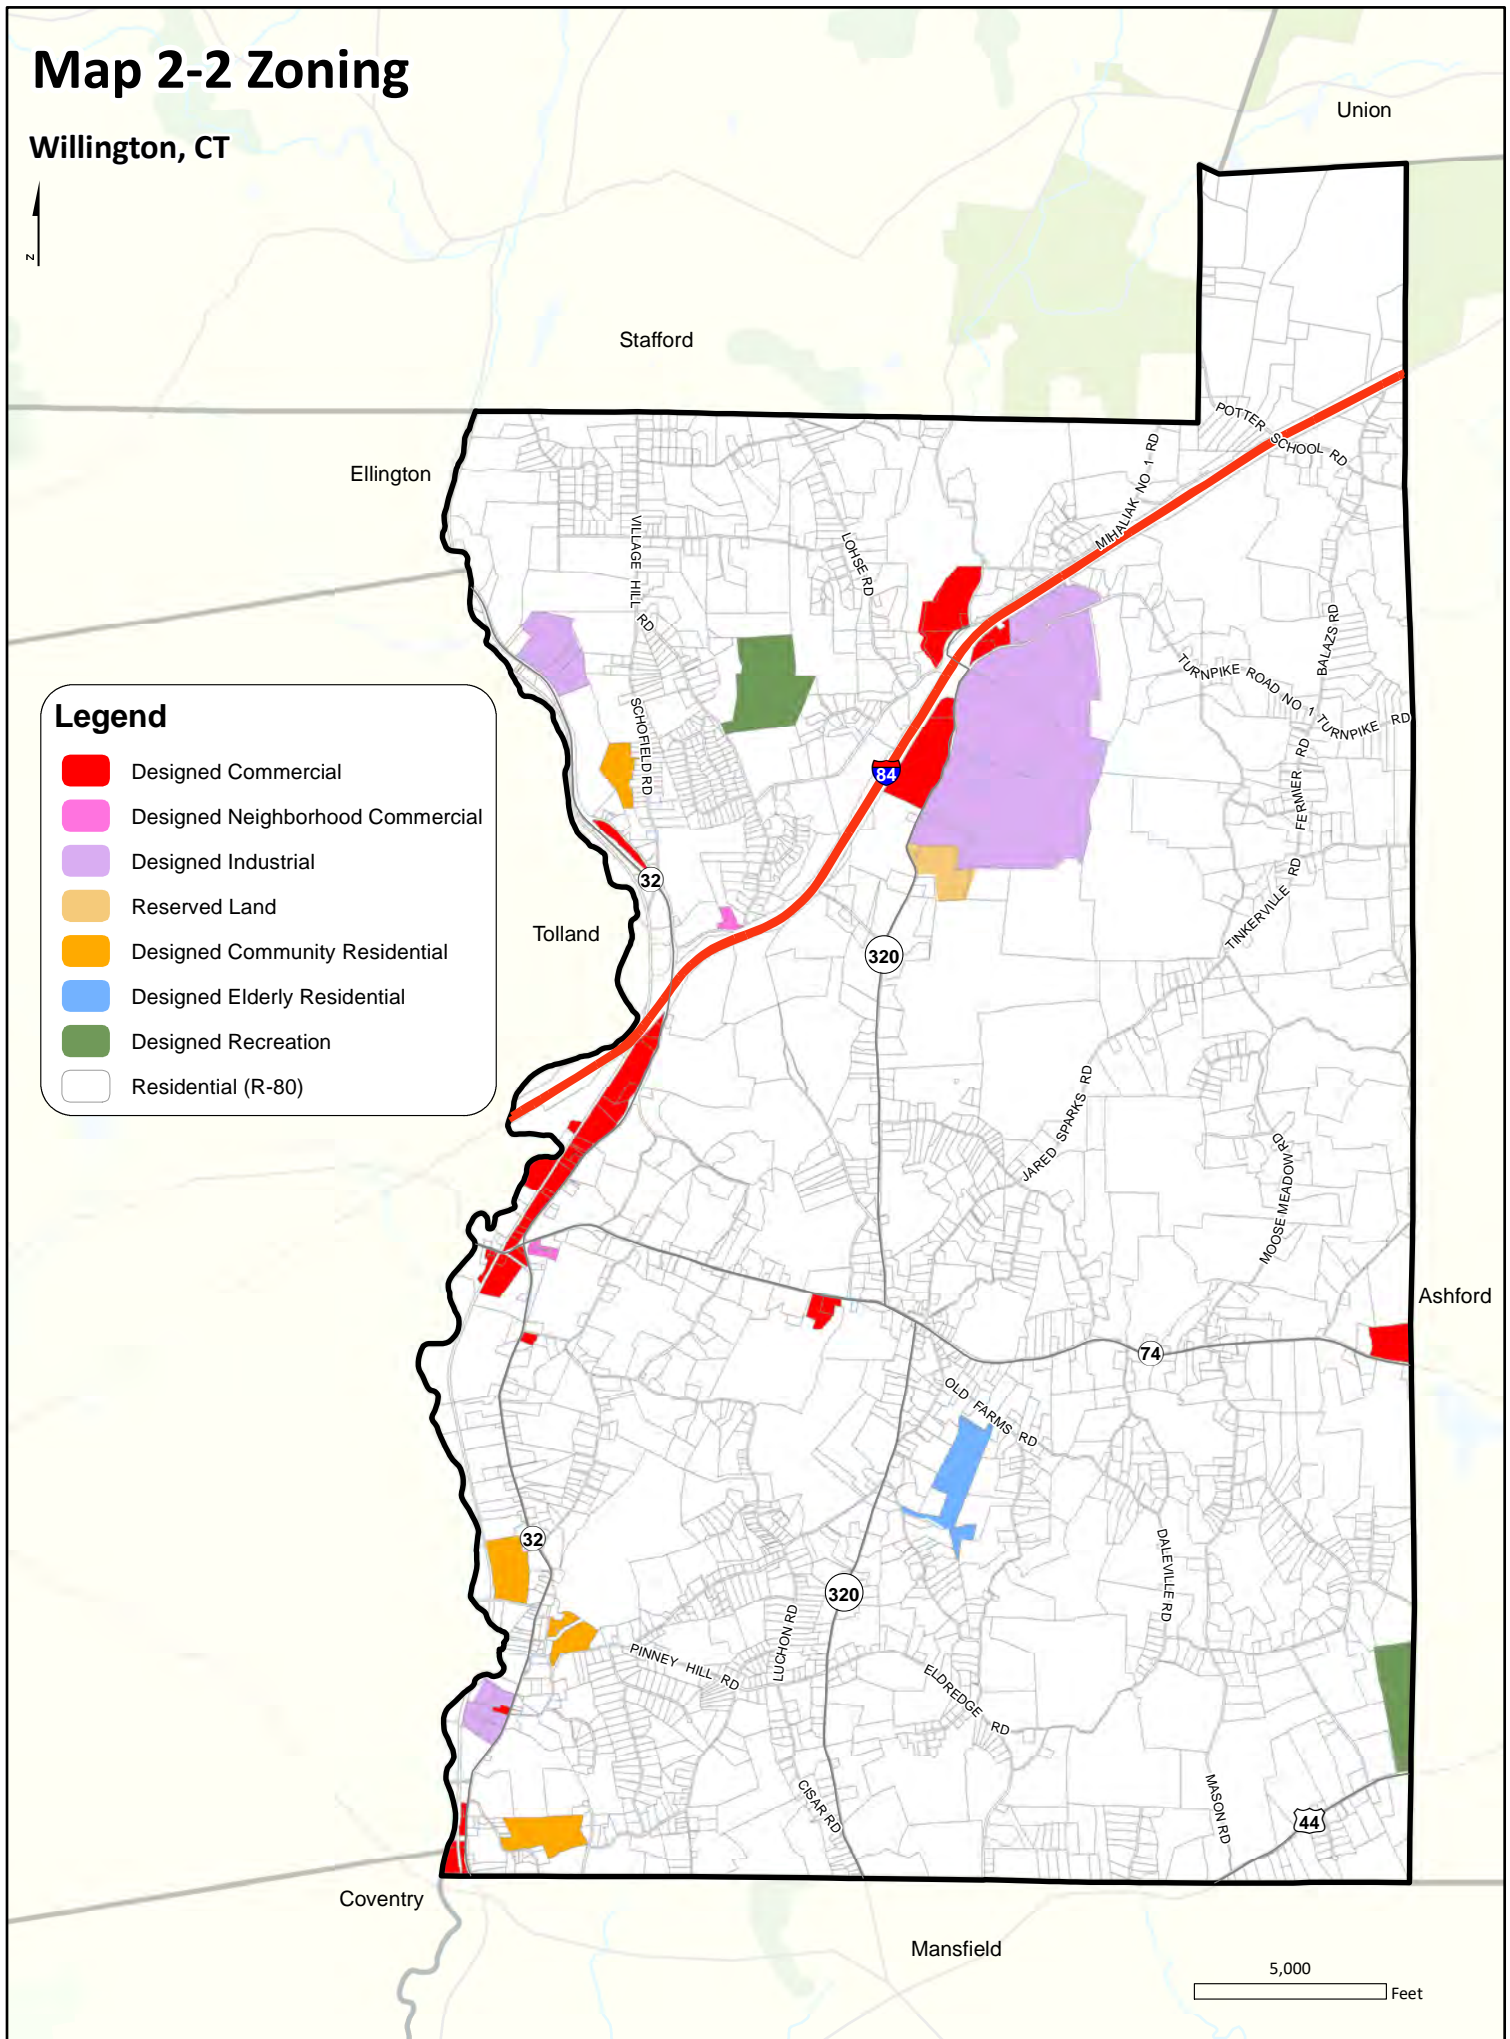 Map 2-2 Zoning
Willington, CT
N
Union
Stafford
Ellington
POTTER SCHOOL RD
MIHALIAK NO 1 RD
VILLAGE HILL RD
LOHSE RD
BALAZS RD
TURNPIKE ROAD NO 1
TURNPIKE RD
SCHOFIELD RD
FERMIER RD
84
Legend
Designed Commercial
Designed Neighborhood Commercial
Designed Industrial
Reserved Land
Designed Community Residential
Designed Elderly Residential
Designed Recreation
Residential (R-80)
32
Tolland
320
TINKERVILLE RD
JARED SPARKS RD
MOOSE MEADOW RD
Ashford
74
OLD FARMS RD
32
320
DALEVILLE RD
LUCHON RD
PINNEY HILL RD
ELDREDGE RD
CISAR RD
MASON RD
44
Coventry
Mansfield
5,000
Feet